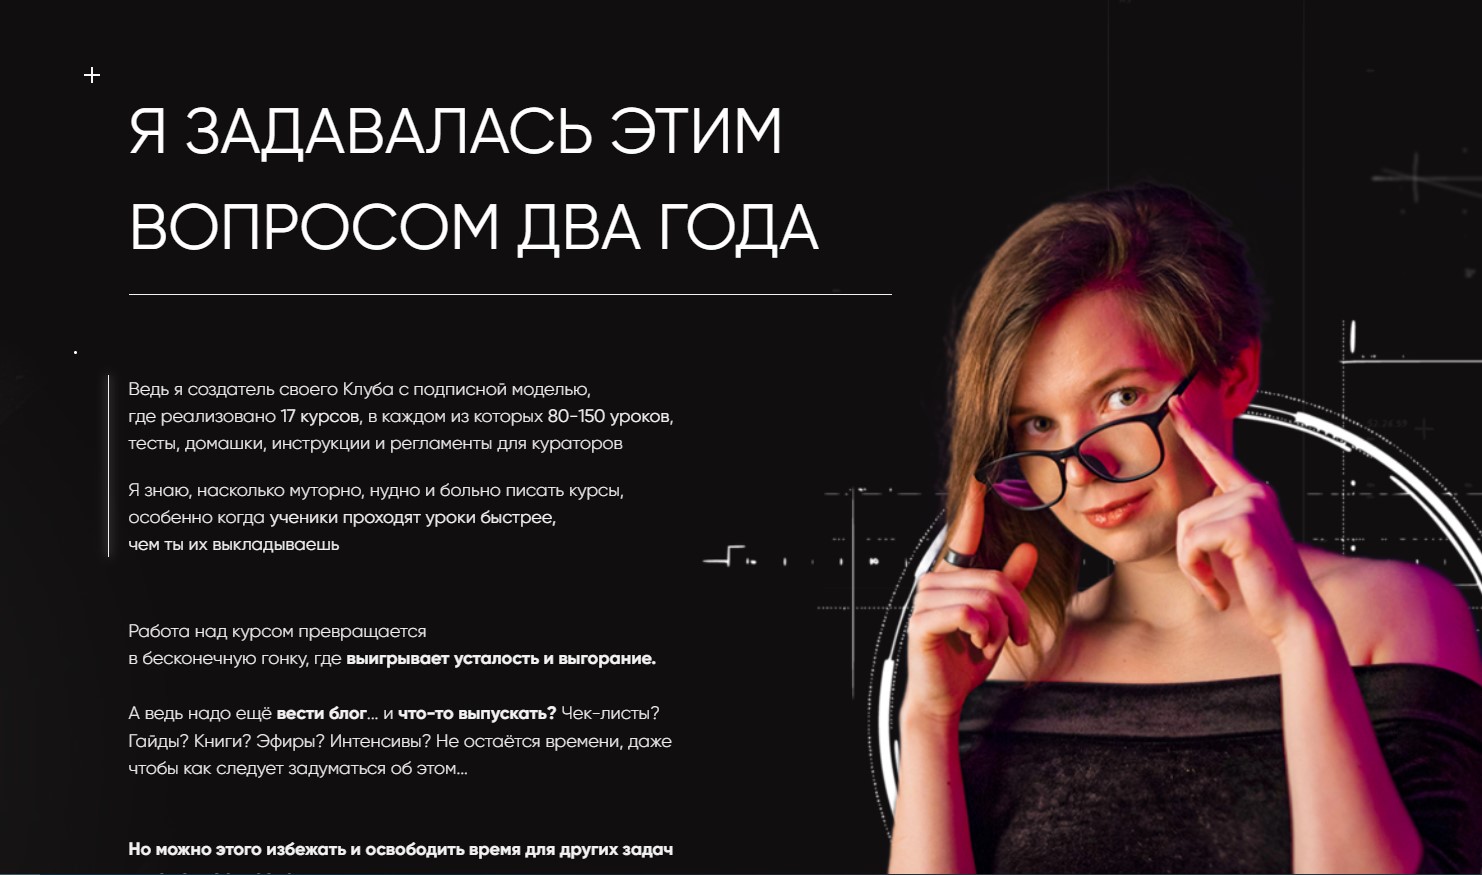 Я ЗАДАВАЛАСЬ ЭТИМ
ВОПРОСОМ ДВА ГОДА
Ведь я создатель своего Клуба с подписной моделью,
где реализовано 17 курсов, в каждом из которых 80-150 уроков,
тесты, домашки, инструкции и регламенты для кураторов
Я знаю, насколько муторно, нудно и больно писать курсы,
особенно когда ученики проходят уроки быстрее,
чем ты их выкладываешь
Работа над курсом превращается
в бесконечную гонку, где выигрывает усталость и выгорание.
А ведь надо ещё вести блог... и что-то выпускать? Чек-листы?
Гайды? Книги? Эфиры? Интенсивы? Не остаётся времени, даже
чтобы как следует задуматься об этом...
Но можно этого избежать и освободить время для других задач